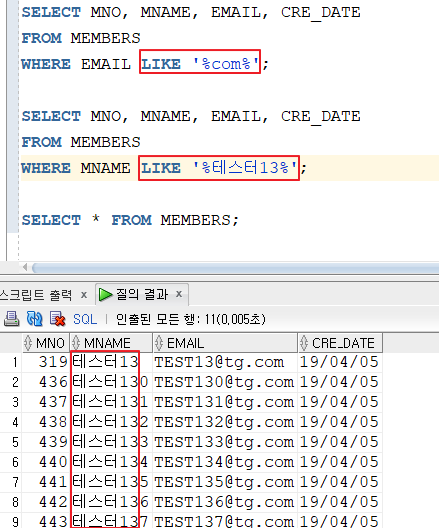 SELECT MNO, MNAME, EMAIL, CRE_DATE
FROM MEMBERS
WHERE EMAIL LIKE '%com%';
SELECT MNO, MNAME, EMAIL, CRE_DATE
FROM MEMBERS
WHERE MNAME LIKE '%테스터13%';
SELECT * FROM MEMBERS;
스크립트 출력 x 질의 결과 x
SQL | 인출된 모든 행: 11(0,005초)
MNO MNAME EMAIL CRE_DATE
1 319 테스터13 TEST13@tg.com 19/04/05
2 436 테스터130 TEST130@tg.com 19/04/05
3 437 테스터131 TEST131@tg.com 19/04/05
4 438 테스터132 TEST132@tg.com 19/04/05
5 439 테스터133 TEST133@tg.com 19/04/05
6 440 테스터134 TEST134@tg.com 19/04/05
7 441 테스터135 TEST135@tg.com 19/04/05
8 442 테스터136 TEST136@tg.com 19/04/05
9 443 테스터137 TEST137@tg.com 19/04/05